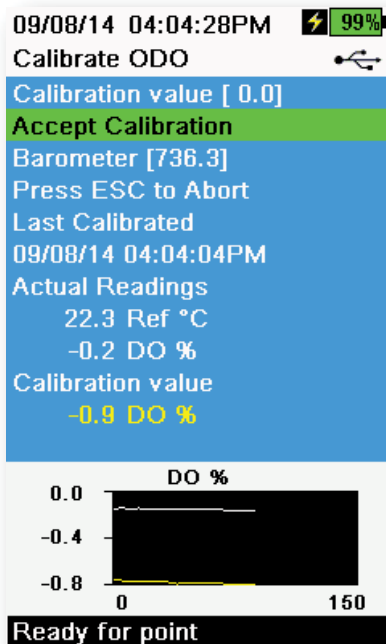 09/08/14 04:04:28PM 99%
Calibrate ODO
Calibration value [ 0.0]
Accept Calibration
Barometer [736.3]
Press ESC to Abort
Last Calibrated
09/08/14 04:04:04PM
Actual Readings
22.3 Ref °C
-0.2 DO %
Calibration value
-0.9 DO %
DO %
0.0
-0.4
-0.8
0 150
Ready for point